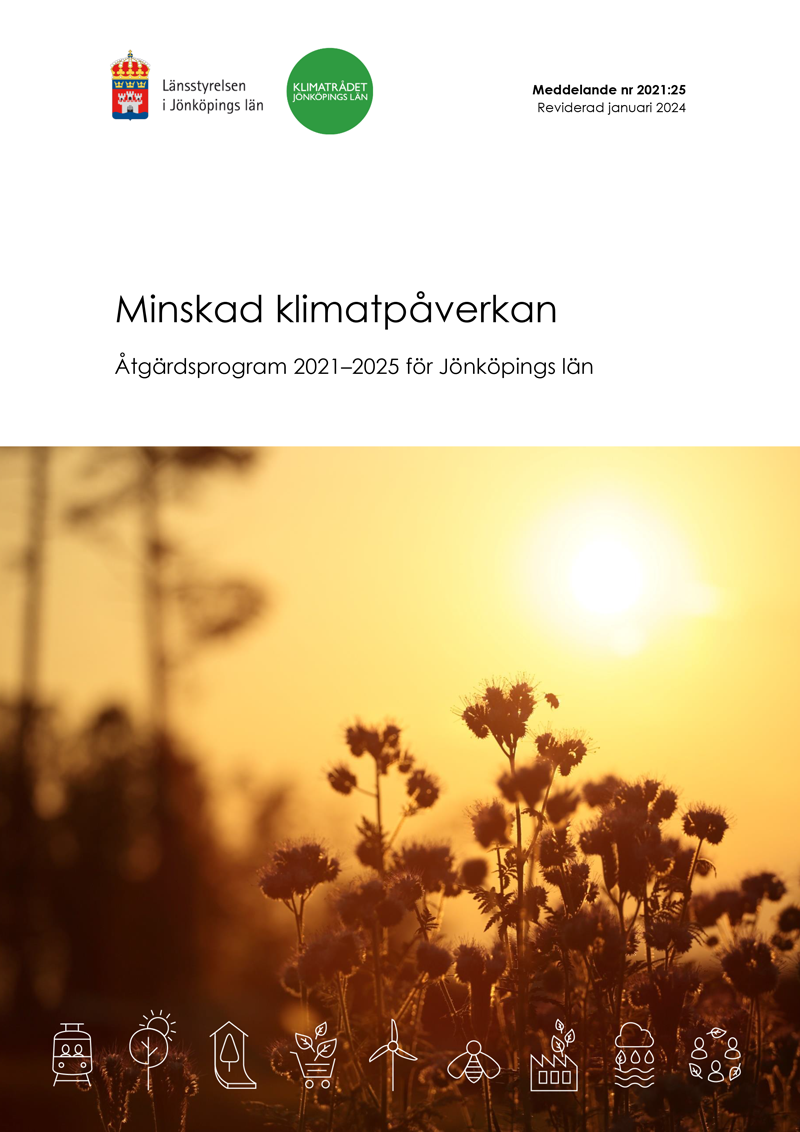 Länsstyrelsen
i Jönköpings län
KLIMATRÅDET
JÖNKÖPINGS LÄN
Meddelande nr 2021:25
Reviderad januari 2024
Minskad klimatpåverkan
Åtgärdsprogram 2021–2025 för Jönköpings län